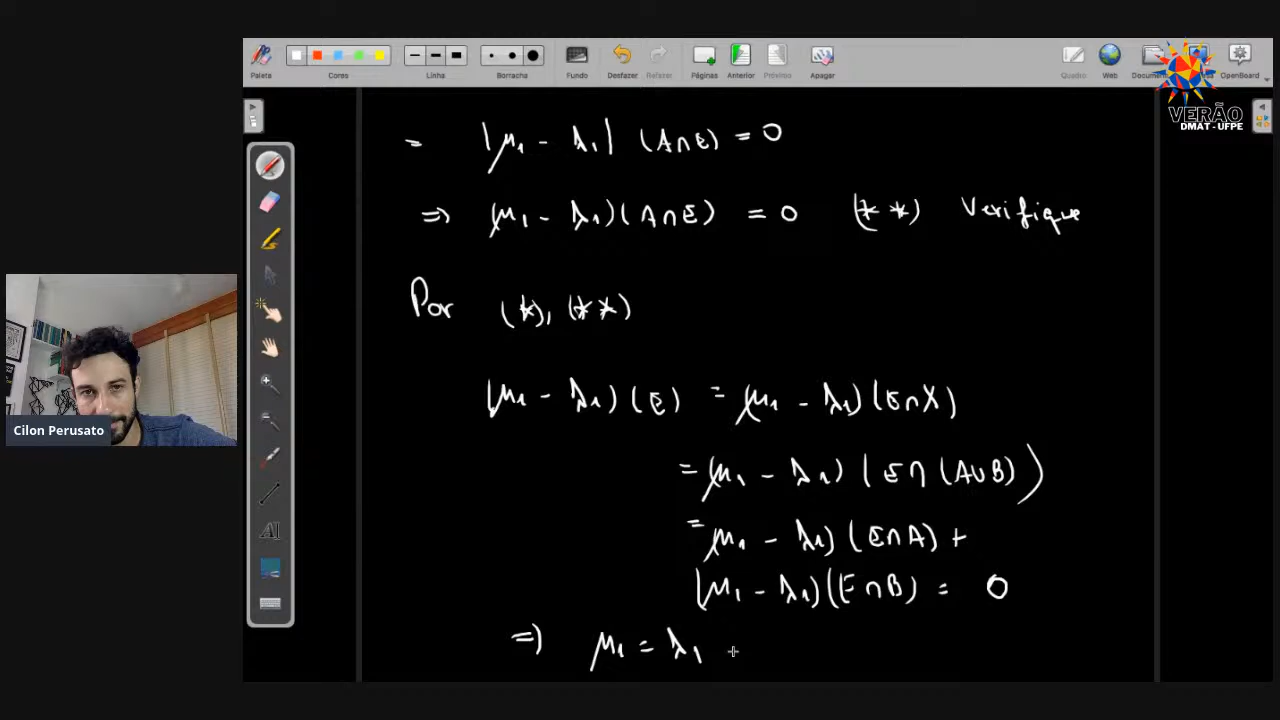 Paleta Cores Linha Borracha Fundo Desfazer Refazer Páginas Anterior Próximo Apagar Quadro Web OpenBoard
VERÃO
DMAT - UFPE
= |μ₁ - λ₁| (A∩E) = 0
=> (μ₁ - λ₁)(A∩E) = 0 (**) Verifique
Por (*), (**)
(μ₁ - λ₁)(E) = (μ₁ - λ₁)(E∩X)
= (μ₁ - λ₁)(E∩(A∪B))
= (μ₁ - λ₁)(E∩A) +
(μ₁ - λ₁)(E∩B) = 0
=> μ₁ = λ₁
Cilon Perusato